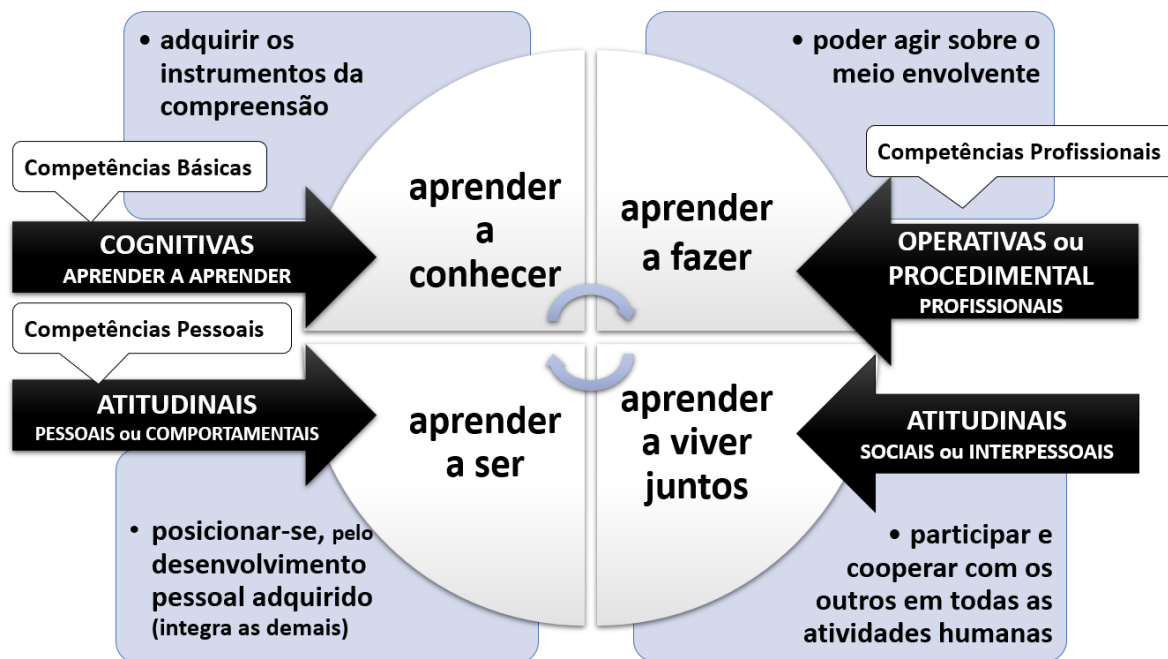 • adquirir os
instrumentos da
compreensão
• poder agir sobre o
meio envolvente
Competências Básicas
Competências Profissionais
COGNITIVAS
APRENDER A APRENDER
aprender
a
conhecer
aprender
a fazer
OPERATIVAS ou
PROCEDIMENTAL
PROFISSIONAIS
Competências Pessoais
ATITUDINAIS
PESSOAIS ou COMPORTAMENTAIS
aprender
a ser
aprender
a viver
juntos
ATITUDINAIS
SOCIAIS ou INTERPESSOAIS
• posicionar-se, pelo
desenvolvimento
pessoal adquirido
(integra as demais)
• participar e
cooperar com os
outros em todas as
atividades humanas